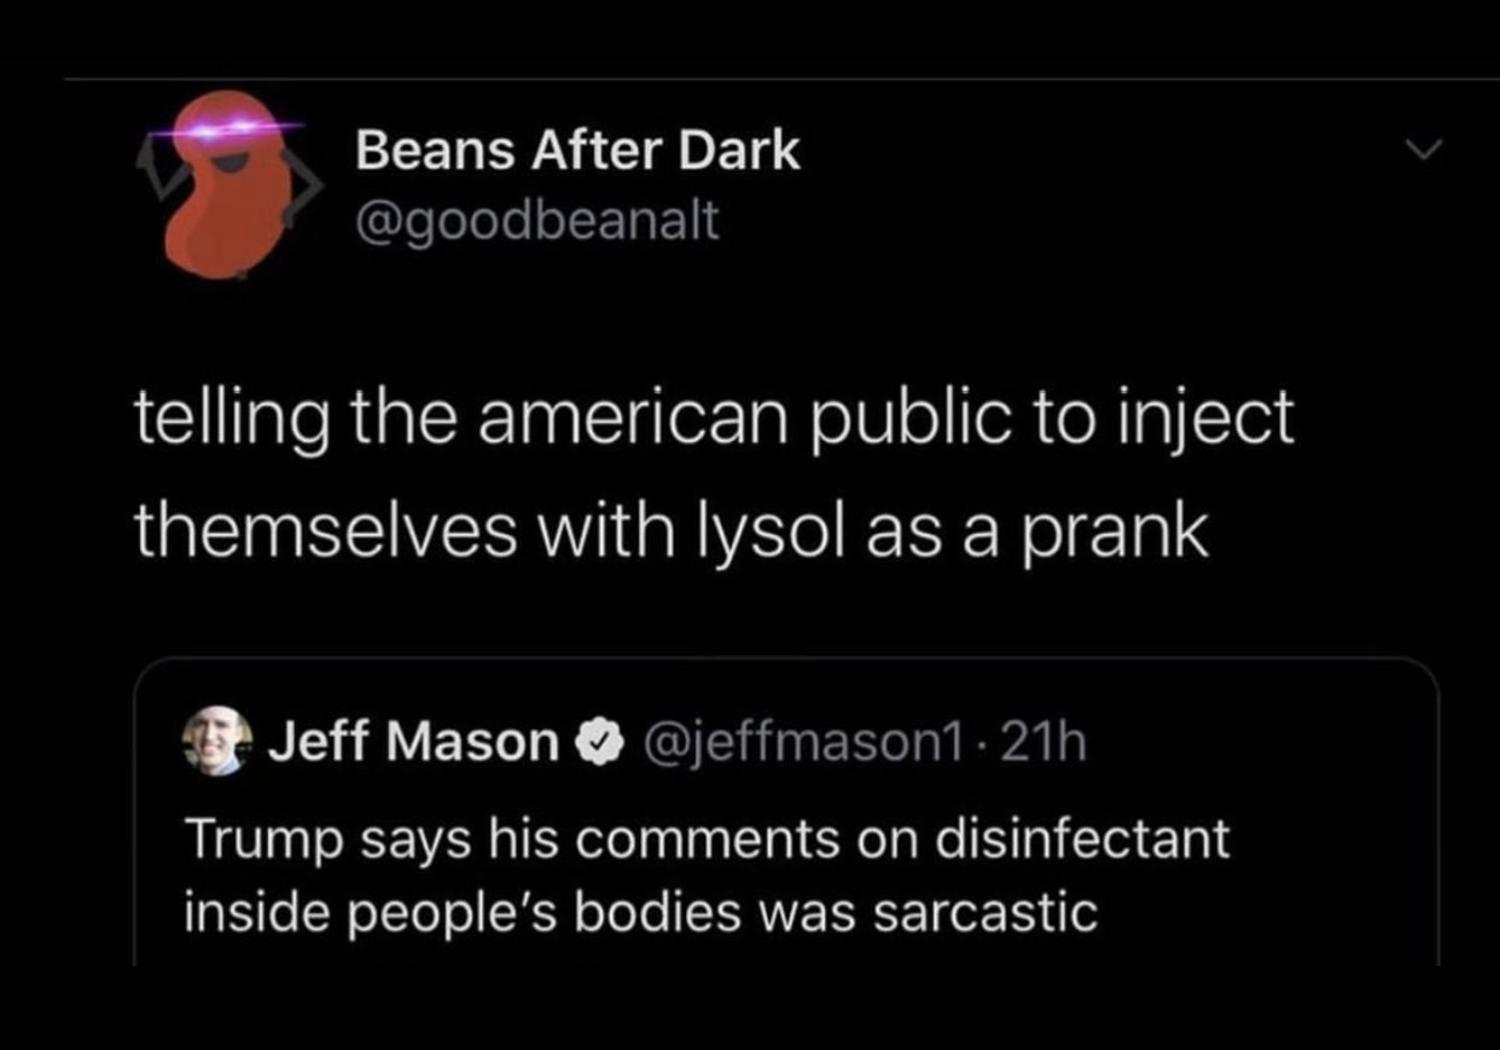 Beans After Dark
@goodbeanalt
telling the american public to inject
themselves with lysol as a prank
Jeff Mason @jeffmason1 · 21h
Trump says his comments on disinfectant
inside people's bodies was sarcastic